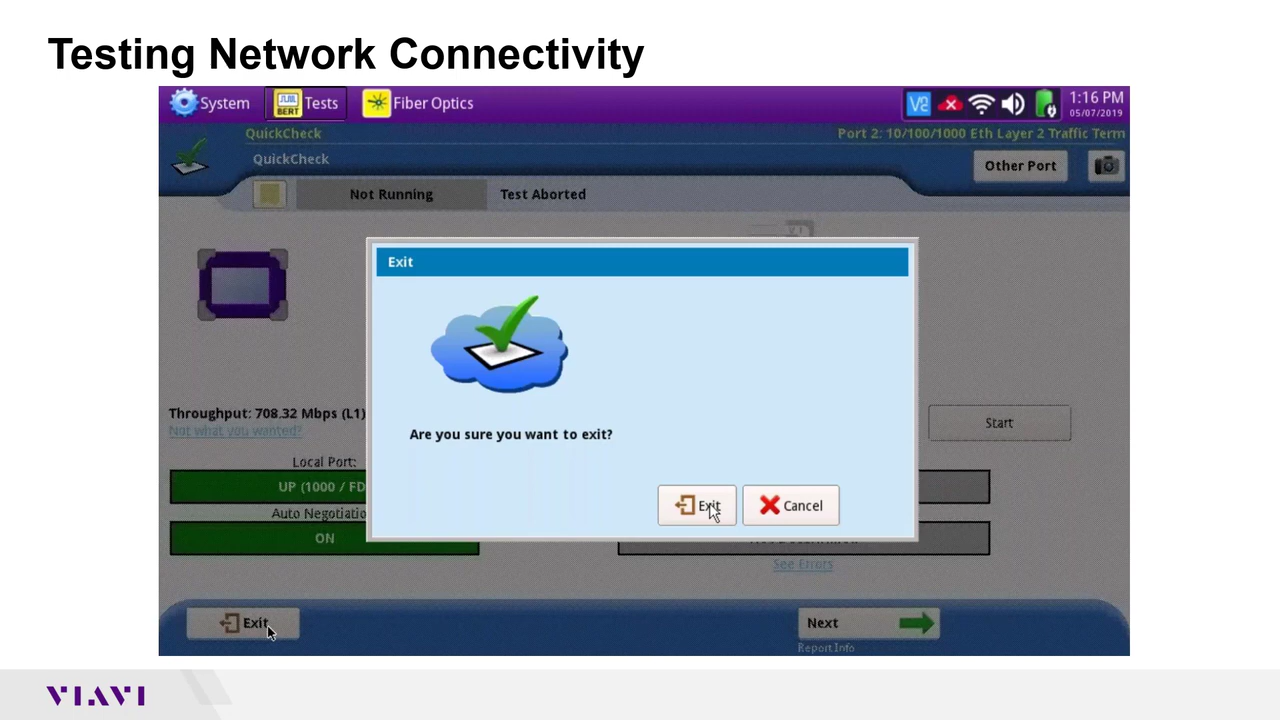 Testing Network Connectivity
System
BERT
Tests
Fiber Optics
1:16 PM
05/07/2019
QuickCheck
Port 2: 10/100/1000 Eth Layer 2 Traffic Term
QuickCheck
Other Port
Not Running
Test Aborted
Exit
Throughput: 708.32 Mbps (L1)
Not what you wanted?
Start
Are you sure you want to exit?
Local Port:
UP (1000 / FD
Exit
Cancel
Auto Negotiatio
ON
See Errors
Exit
Next
Report Info
VIAVI